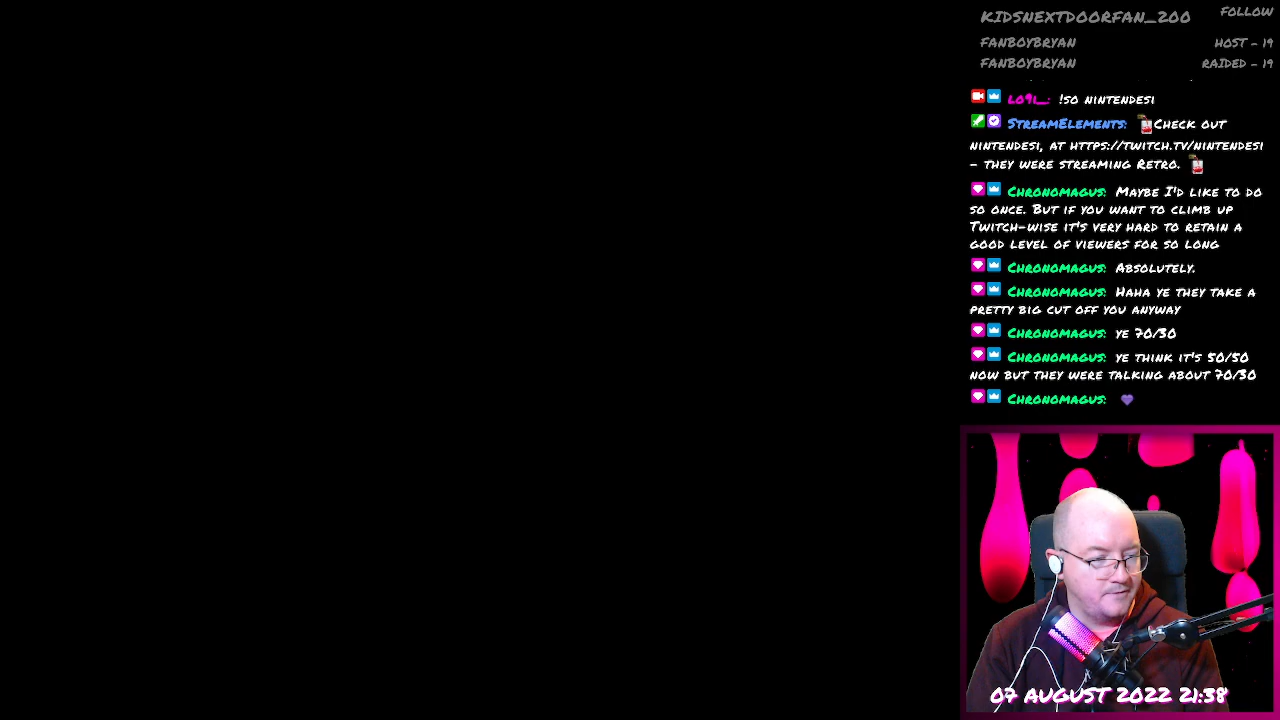 KIDSNEXTDOORFAN_200 FOLLOW
FANBOYBRYAN HOST - 19
FANBOYBRYAN RAIDED - 19
LO9L_: !SO NINTENDESI
STREAMELEMENTS: CHECK OUT
NINTENDESI, AT HTTPS://TWITCH.TV/NINTENDESI
- THEY WERE STREAMING RETRO.
CHRONOMAGUS: MAYBE I'D LIKE TO DO
SO ONCE. BUT IF YOU WANT TO CLIMB UP
TWITCH-WISE IT'S VERY HARD TO RETAIN A
GOOD LEVEL OF VIEWERS FOR SO LONG
CHRONOMAGUS: ABSOLUTELY.
CHRONOMAGUS: HAHA YE THEY TAKE A
PRETTY BIG CUT OFF YOU ANYWAY
CHRONOMAGUS: YE 70/30
CHRONOMAGUS: YE THINK IT'S 50/50
NOW BUT THEY WERE TALKING ABOUT 70/30
CHRONOMAGUS:
07 AUGUST 2022 21:38